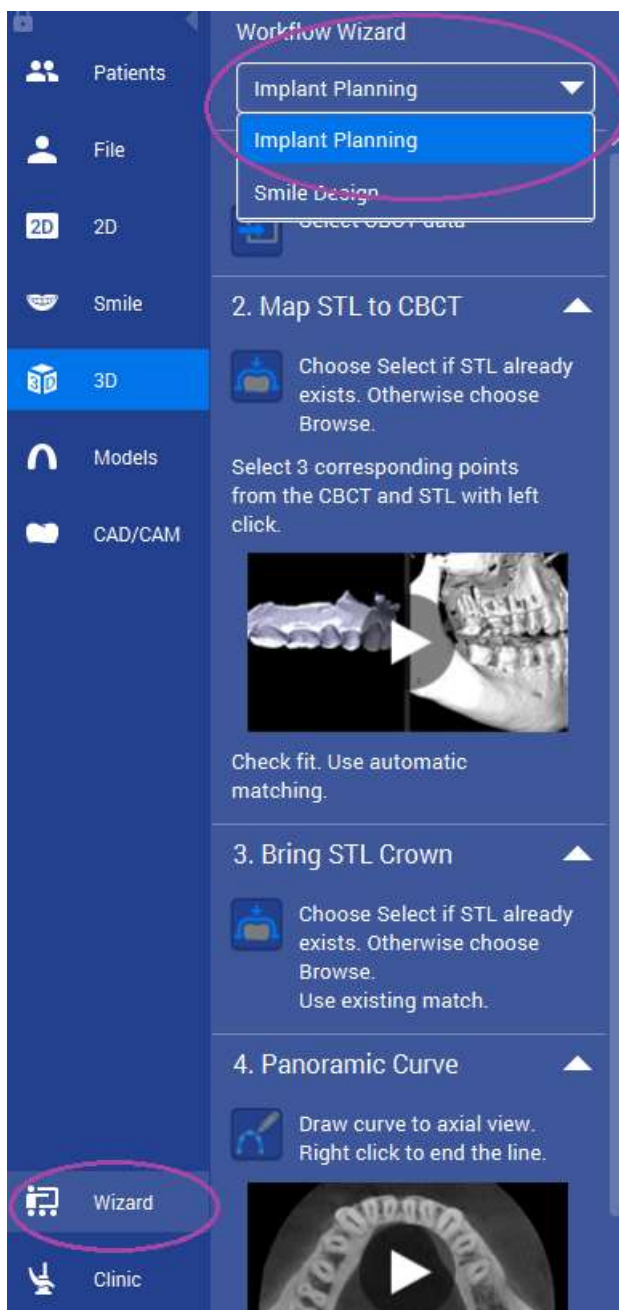 Patients
File
2D
2D
Smile
3D
3D
Models
CAD/CAM
Wizard
Clinic
Workflow Wizard
Implant Planning
Implant Planning
Smile Design
Select CBCT data
2. Map STL to CBCT
Choose Select if STL already
exists. Otherwise choose
Browse.
Select 3 corresponding points
from the CBCT and STL with left
click.
Check fit. Use automatic
matching.
3. Bring STL Crown
Choose Select if STL already
exists. Otherwise choose
Browse.
Use existing match.
4. Panoramic Curve
Draw curve to axial view.
Right click to end the line.